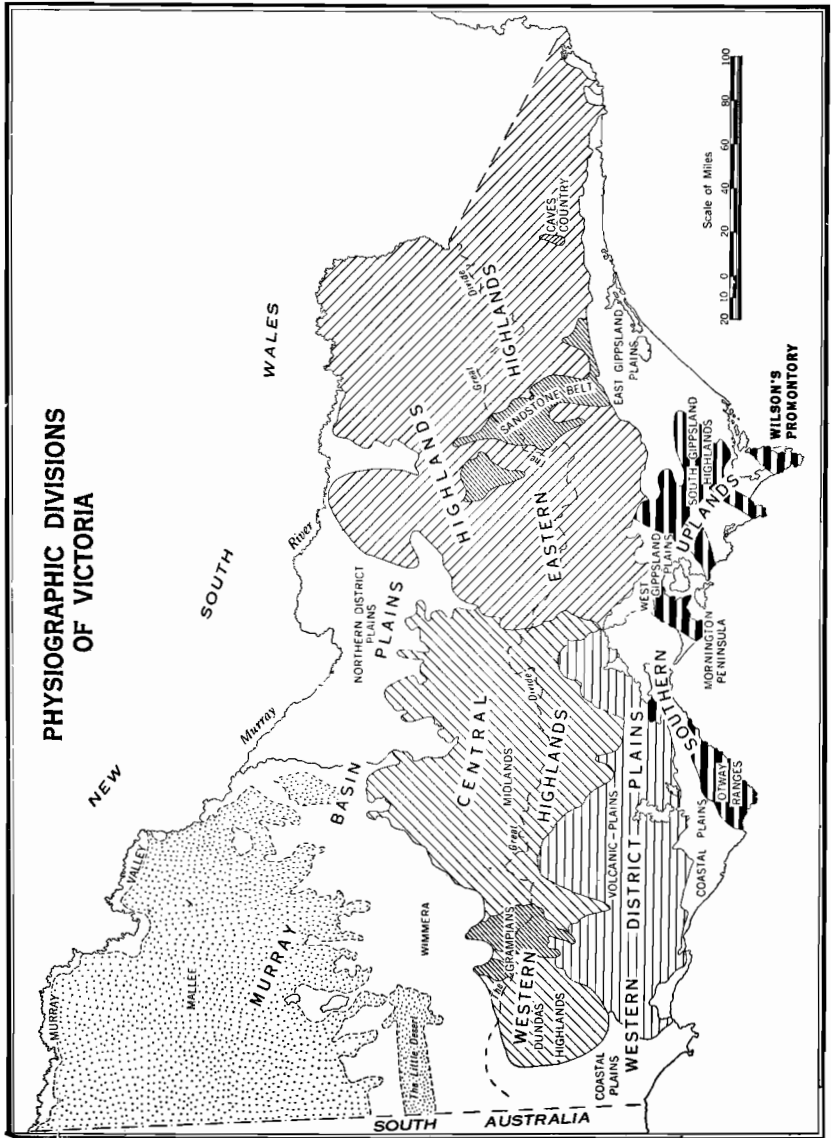 PHYSIOGRAPHIC DIVISIONS
OF VICTORIA
NEW
SOUTH
WALES
MURRAY
VALLEY
MALLEE
MURRAY
BASIN
PLAINS
Murray
River
NORTHERN DISTRICT
PLAINS
The Little Desert
WIMMERA
SOUTH
AUSTRALIA
The
GRAMPIANS
WESTERN
DUNDAS
HIGHLANDS
CENTRAL
MIDLANDS
Great
Divide
HIGHLANDS
HIGHLANDS
EASTERN
The
Great
Divide
HIGHLANDS
SANDSTONE BELT
CAVES
COUNTRY
COASTAL
PLAINS
WESTERN DISTRICT PLAINS
VOLCANIC-PLAINS
COASTAL PLAINS
OTWAY
RANGES
SOUTHERN
UPLANDS
MORNINGTON
PENINSULA
WEST
GIPPSLAND
PLAINS
SOUTH GIPPSLAND
HIGHLANDS
EAST GIPPSLAND
PLAINS
WILSON'S
PROMONTORY
Scale of Miles
20 10 0 20 40 60 80 100